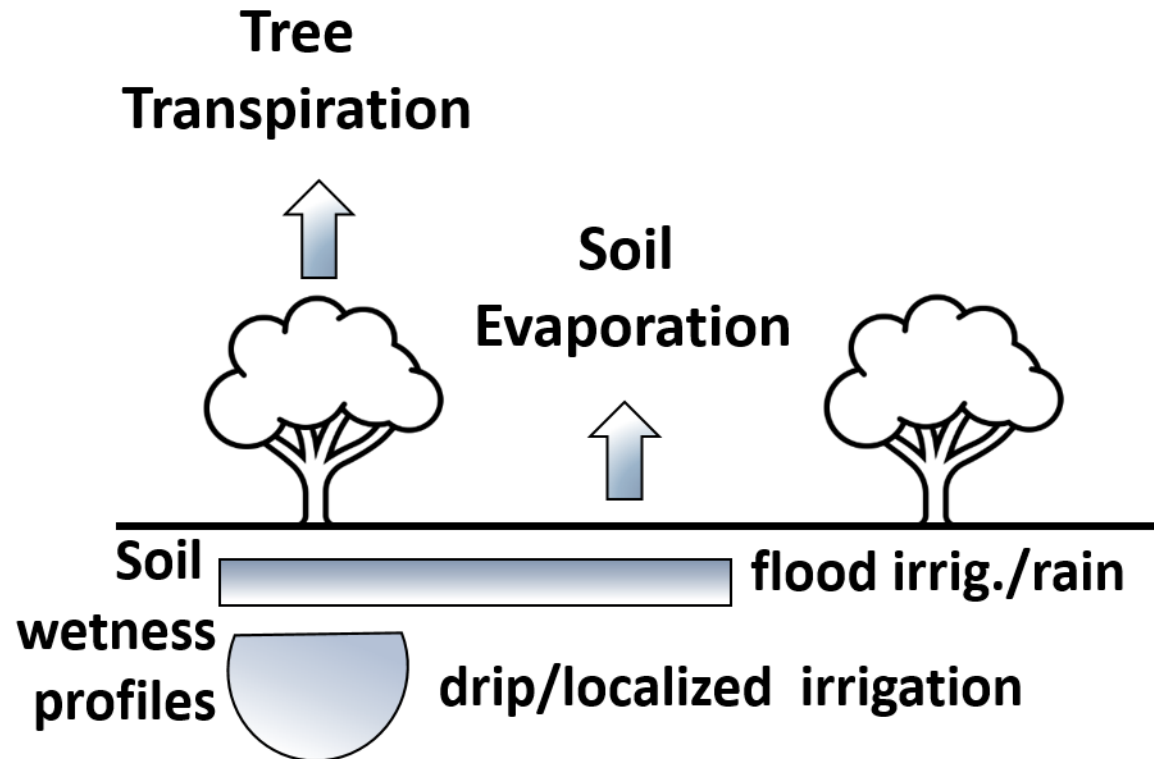 Tree
Transpiration
Soil
Evaporation
Soil
wetness
profiles
flood irrig./rain
drip/localized irrigation